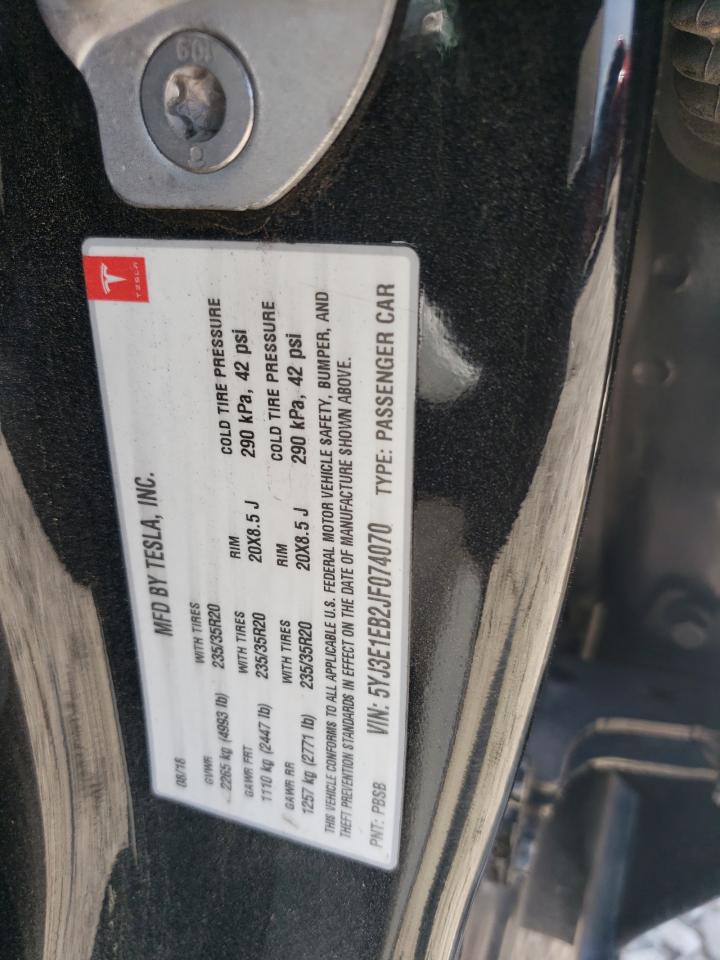 TESLA
MFD BY TESLA, INC.
08/18
GVWR WITH TIRES
2265 kg (4993 lb) 235/35R20
GAWR FRT WITH TIRES RIM COLD TIRE PRESSURE
1110 kg (2447 lb) 235/35R20 20X8.5 J 290 kPa, 42 psi
GAWR RR WITH TIRES RIM COLD TIRE PRESSURE
1257 kg (2771 lb) 235/35R20 20X8.5 J 290 kPa, 42 psi
THIS VEHICLE CONFORMS TO ALL APPLICABLE U.S. FEDERAL MOTOR VEHICLE SAFETY, BUMPER, AND
THEFT PREVENTION STANDARDS IN EFFECT ON THE DATE OF MANUFACTURE SHOWN ABOVE.
PNT: PBSB VIN: 5YJ3E1EB2JF074070 TYPE: PASSENGER CAR